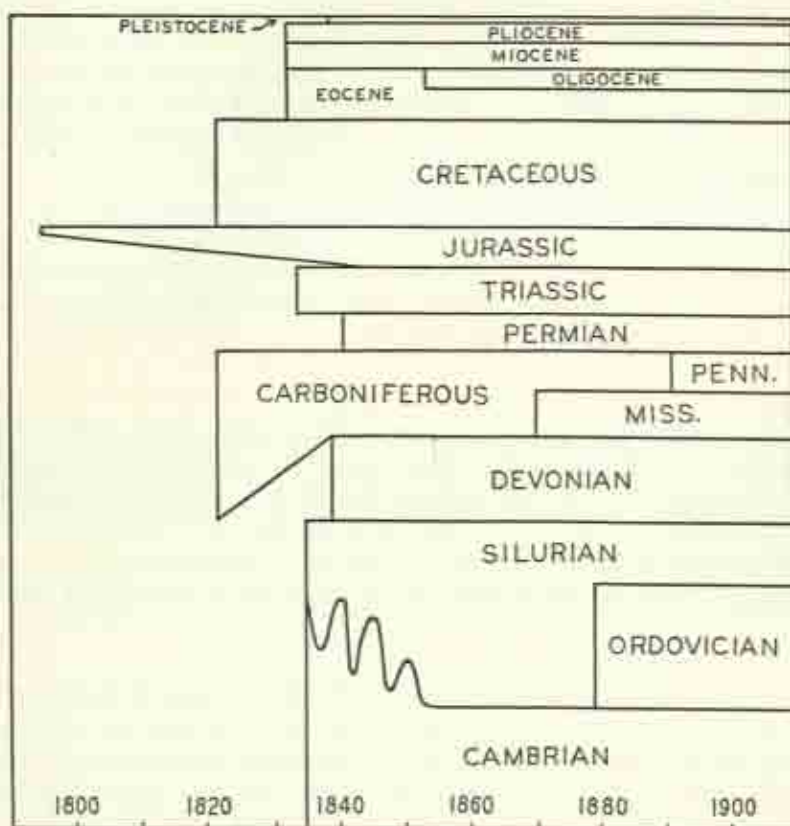 PLEISTOCENE
PLIOCENE
MIOCENE
OLIGOCENE
EOCENE
CRETACEOUS
JURASSIC
TRIASSIC
PERMIAN
PENN.
CARBONIFEROUS
MISS.
DEVONIAN
SILURIAN
ORDOVICIAN
CAMBRIAN
1800 1820 1840 1860 1880 1900